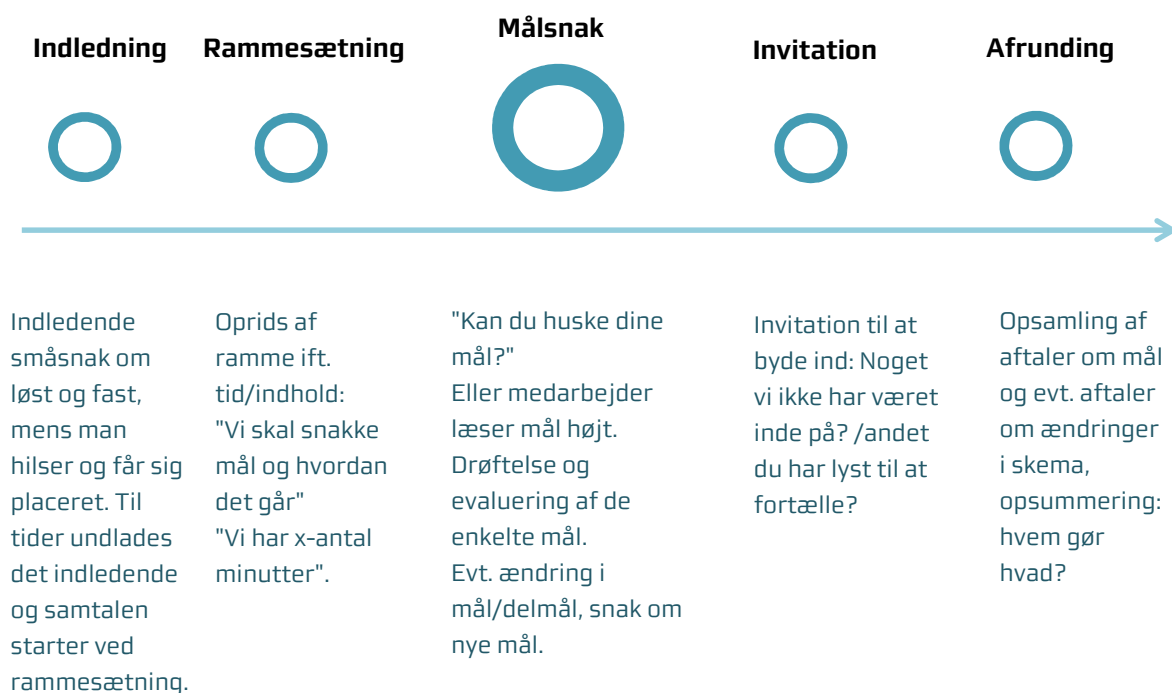 Indledning
Rammesætning
Målsnak
Invitation
Afrunding
Indledende
småsnak om
løst og fast,
mens man
hilser og får sig
placeret. Til
tider undlades
det indledende
og samtalen
starter ved
rammesætning.
Oprids af
ramme ift.
tid/indhold:
"Vi skal snakke
mål og hvordan
det går"
"Vi har x-antal
minutter".
"Kan du huske dine
mål?"
Eller medarbejder
læser mål højt.
Drøftelse og
evaluering af de
enkelte mål.
Evt. ændring i
mål/delmål, snak om
nye mål.
Invitation til at
byde ind: Noget
vi ikke har været
inde på? /andet
du har lyst til at
fortælle?
Opsamling af
aftaler om mål
og evt. aftaler
om ændringer
i skema,
opsummering:
hvem gør
hvad?